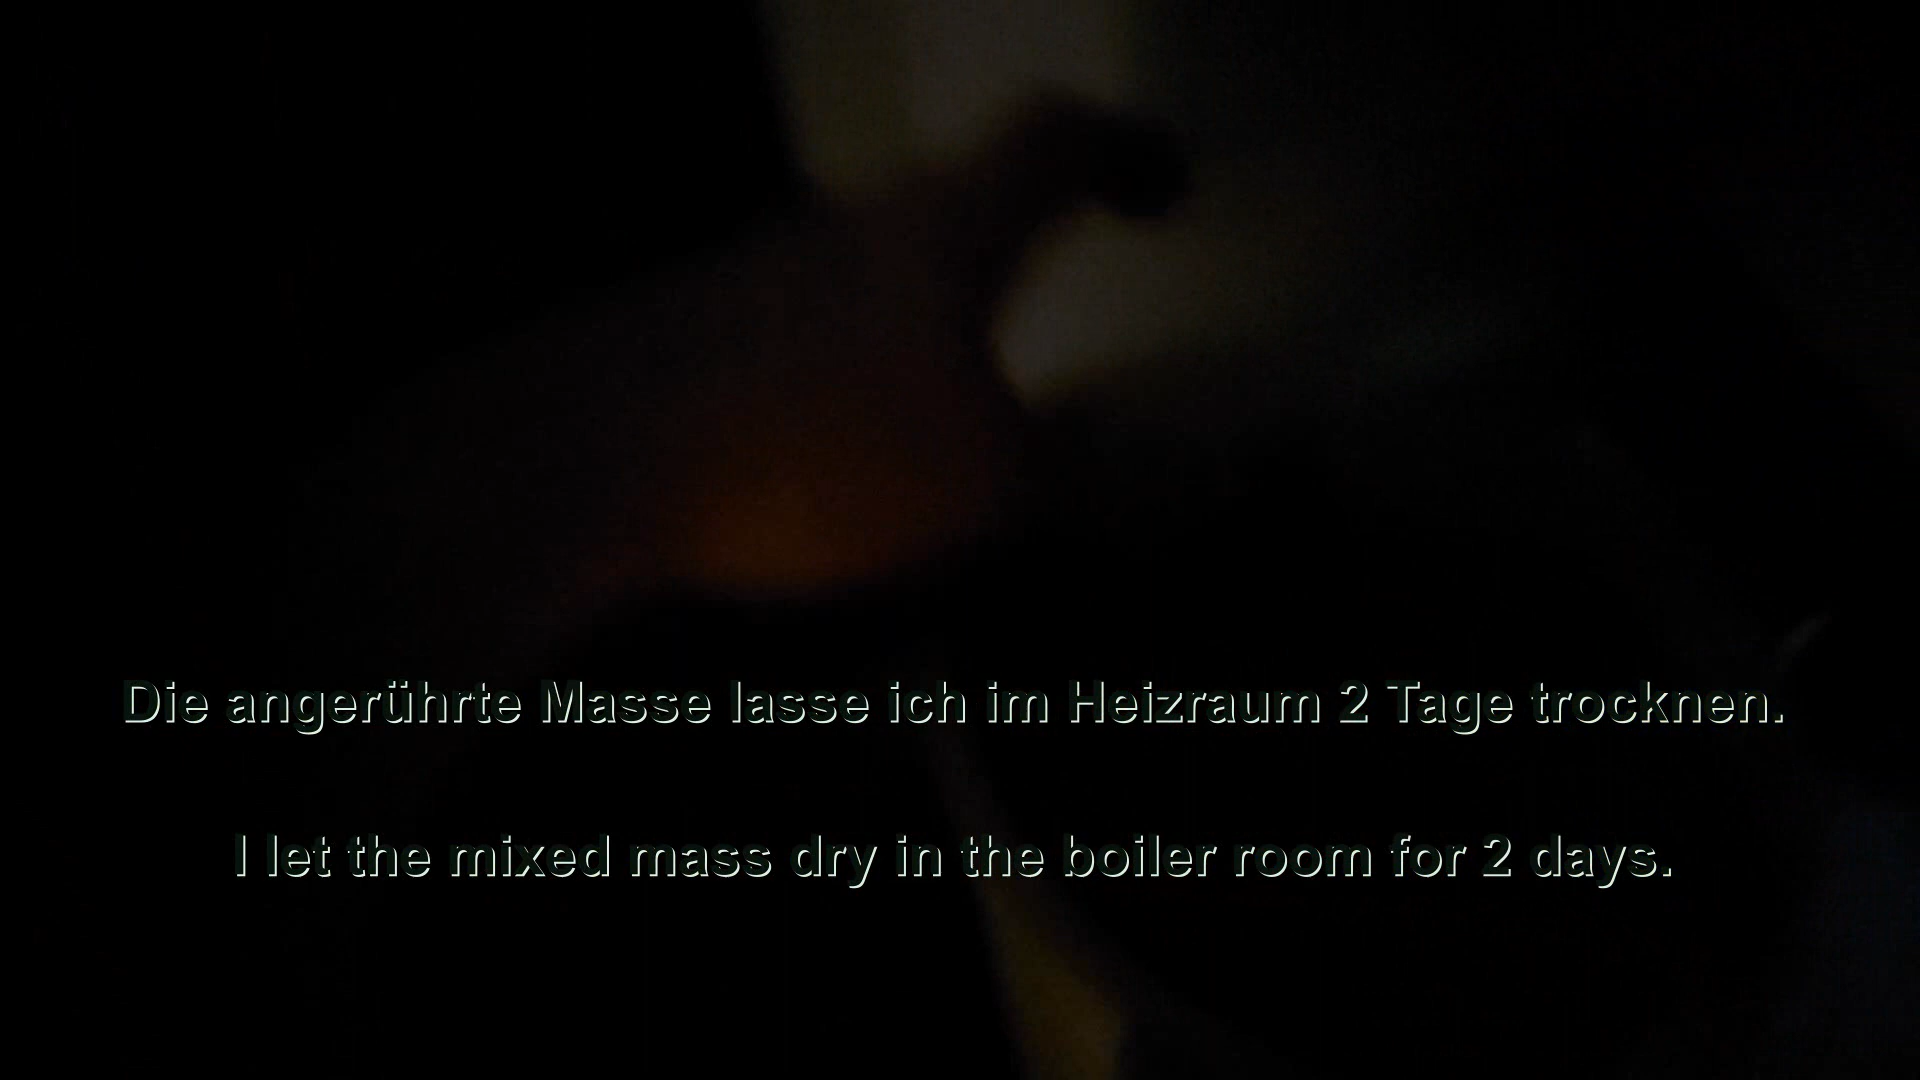 Die angerührte Masse lasse ich im Heizraum 2 Tage trocknen.
I let the mixed mass dry in the boiler room for 2 days.